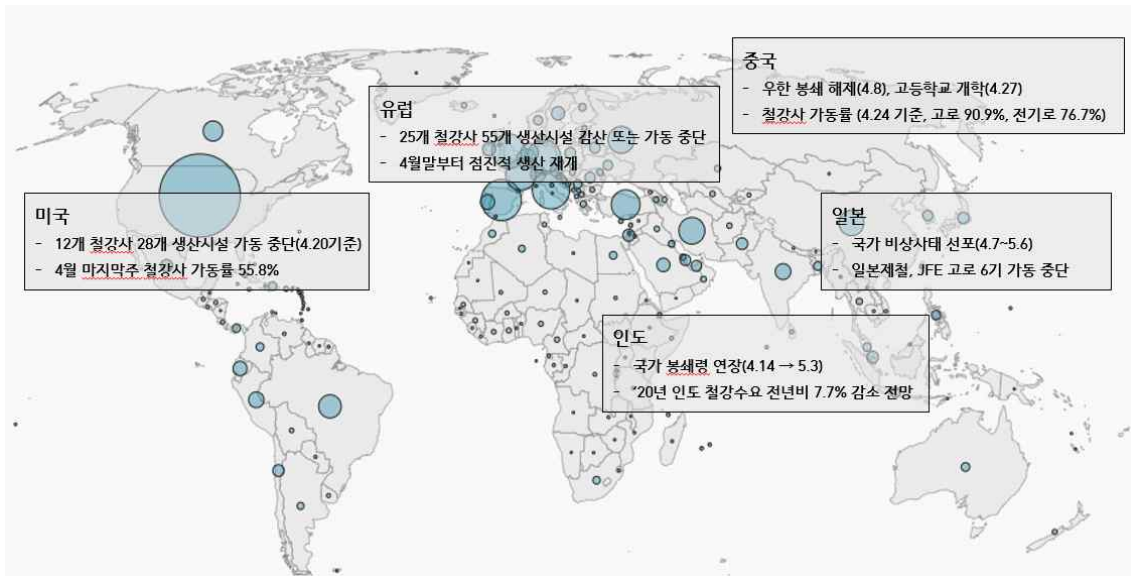 중국
- 우한 봉쇄 해제(4.8), 고등학교 개학(4.27)
- 철강사 가동률 (4.24 기준, 고로 90.9%, 전기로 76.7%)
유럽
- 25개 철강사 55개 생산시설 감산 또는 가동 중단
- 4월말부터 점진적 생산 재개
미국
- 12개 철강사 28개 생산시설 가동 중단(4.20기준)
- 4월 마지막주 철강사 가동률 55.8%
일본
- 국가 비상사태 선포(4.7~5.6)
- 일본제철, JFE 고로 6기 가동 중단
인도
- 국가 봉쇄령 연장(4.14 → 5.3)
- ‘20년 인도 철강수요 전년비 7.7% 감소 전망